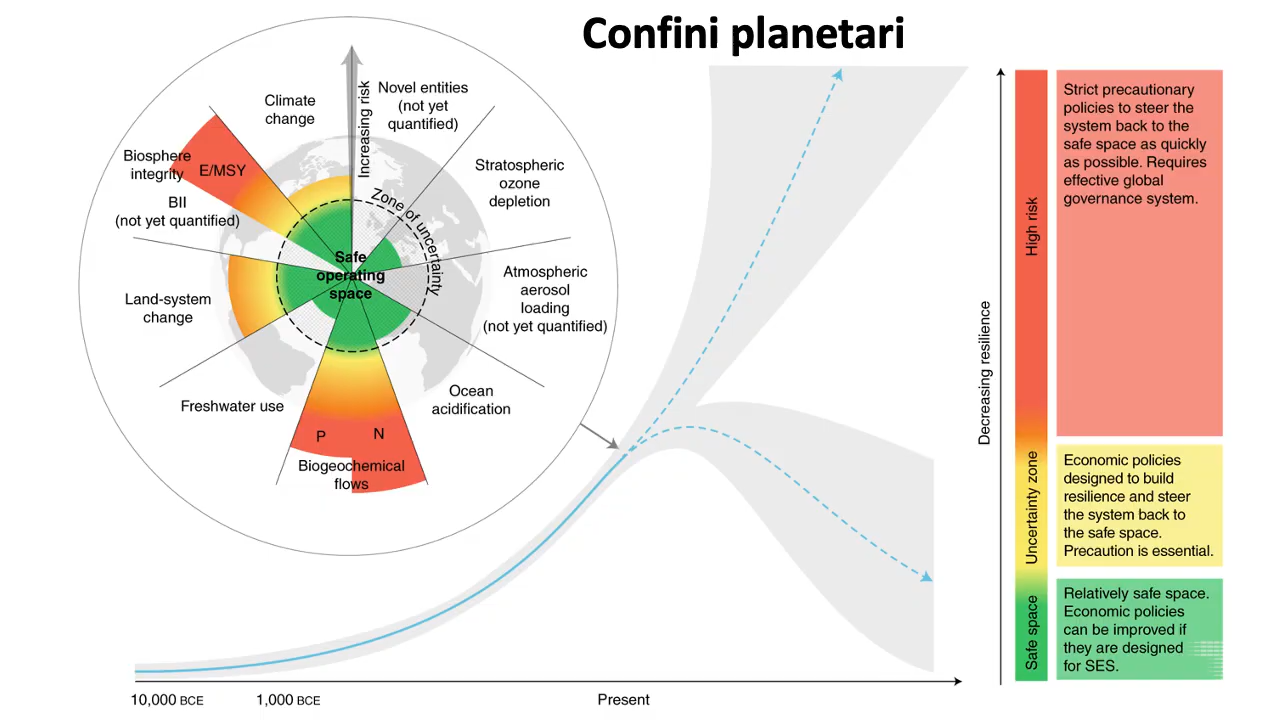 Confini planetari
Climate
change
Increasing risk
Novel entities
(not yet
quantified)
Biosphere
integrity
E/MSY
BII
(not yet quantified)
Stratospheric
ozone
depletion
Zone of uncertainty
Safe
operating
space
Land-system
change
Atmospheric
aerosol
loading
(not yet quantified)
Freshwater use
Ocean
acidification
P
N
Biogeochemical
flows
10,000 BCE
1,000 BCE
Present
Decreasing resilience
High risk
Uncertainty zone
Safe space
Strict precautionary
policies to steer the
system back to the
safe space as quickly
as possible. Requires
effective global
governance system.
Economic policies
designed to build
resilience and steer
the system back to
the safe space.
Precaution is essential.
Relatively safe space.
Economic policies
can be improved if
they are designed
for SES.